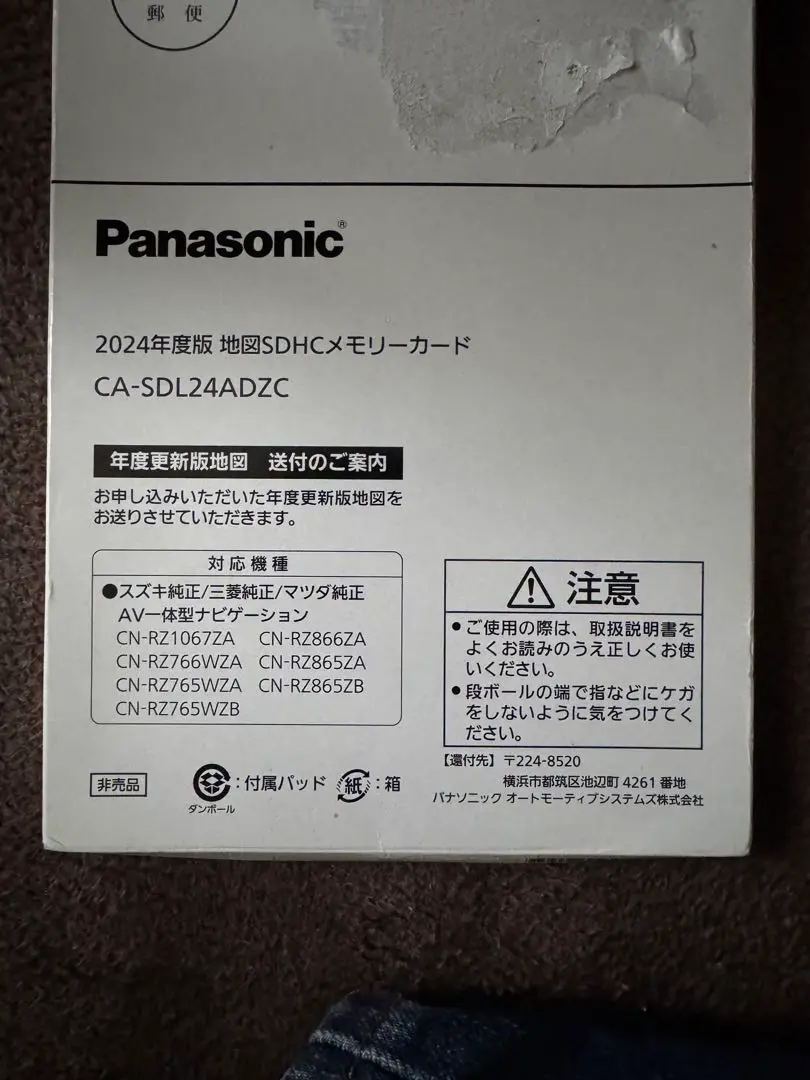 郵便
Panasonic®
2024年度版 地図SDHCメモリーカード
CA-SDL24ADZC
年度更新版地図 送付のご案内
お申し込みいただいた年度更新版地図を
お送りさせていただきます。
対応機種
●スズキ純正/三菱純正/マツダ純正
AV一体型ナビゲーション
CN-RZ1067ZA CN-RZ866ZA
CN-RZ766WZA CN-RZ865ZA
CN-RZ765WZA CN-RZ865ZB
CN-RZ765WZB
注意
●ご使用の際は、取扱説明書を
よくお読みのうえ正しくお使
いください。
●段ボールの端で指などにケガ
をしないように気をつけてく
ださい。
【還付先】〒224-8520
横浜市都筑区池辺町 4261 番地
パナソニック オートモーティブシステムズ株式会社
非売品
:付属パッド 紙:箱
ダンボール